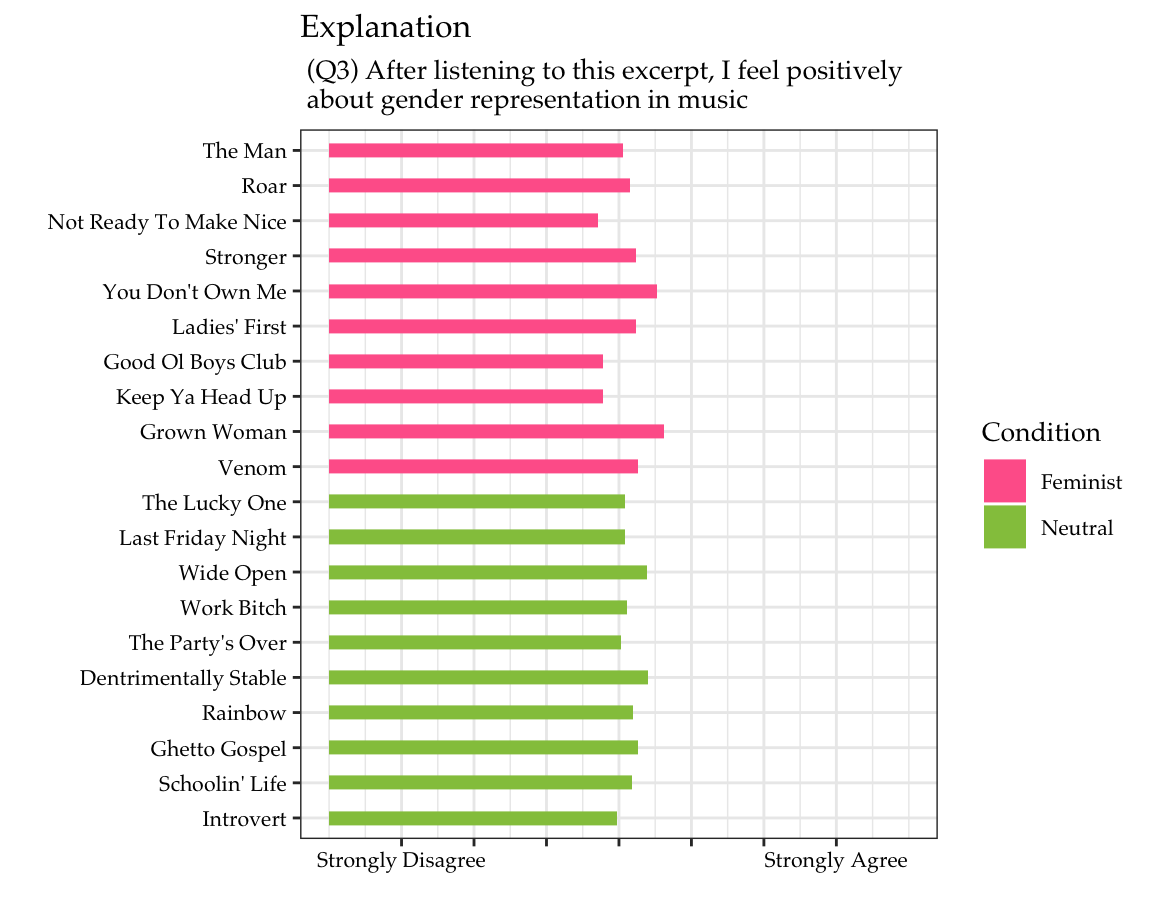 Explanation
(Q3) After listening to this excerpt, I feel positively
about gender representation in music
The Man
Roar
Not Ready To Make Nice
Stronger
You Don't Own Me
Ladies' First
Good Ol Boys Club
Keep Ya Head Up
Grown Woman
Venom
The Lucky One
Last Friday Night
Wide Open
Work Bitch
The Party's Over
Dentrimentally Stable
Rainbow
Ghetto Gospel
Schoolin' Life
Introvert
Strongly Disagree
Strongly Agree
Condition
Feminist
Neutral